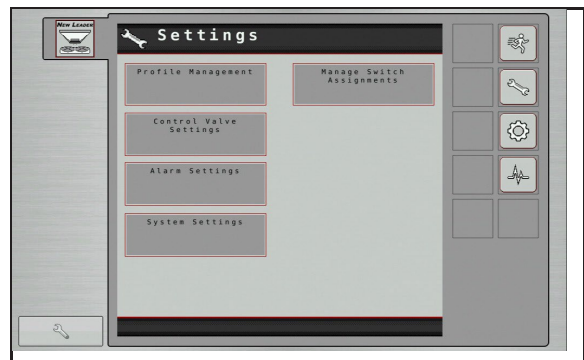 NEW LEADER
Settings
Profile Management
Manage Switch
Assignments
Control Valve
Settings
Alarm Settings
System Settings